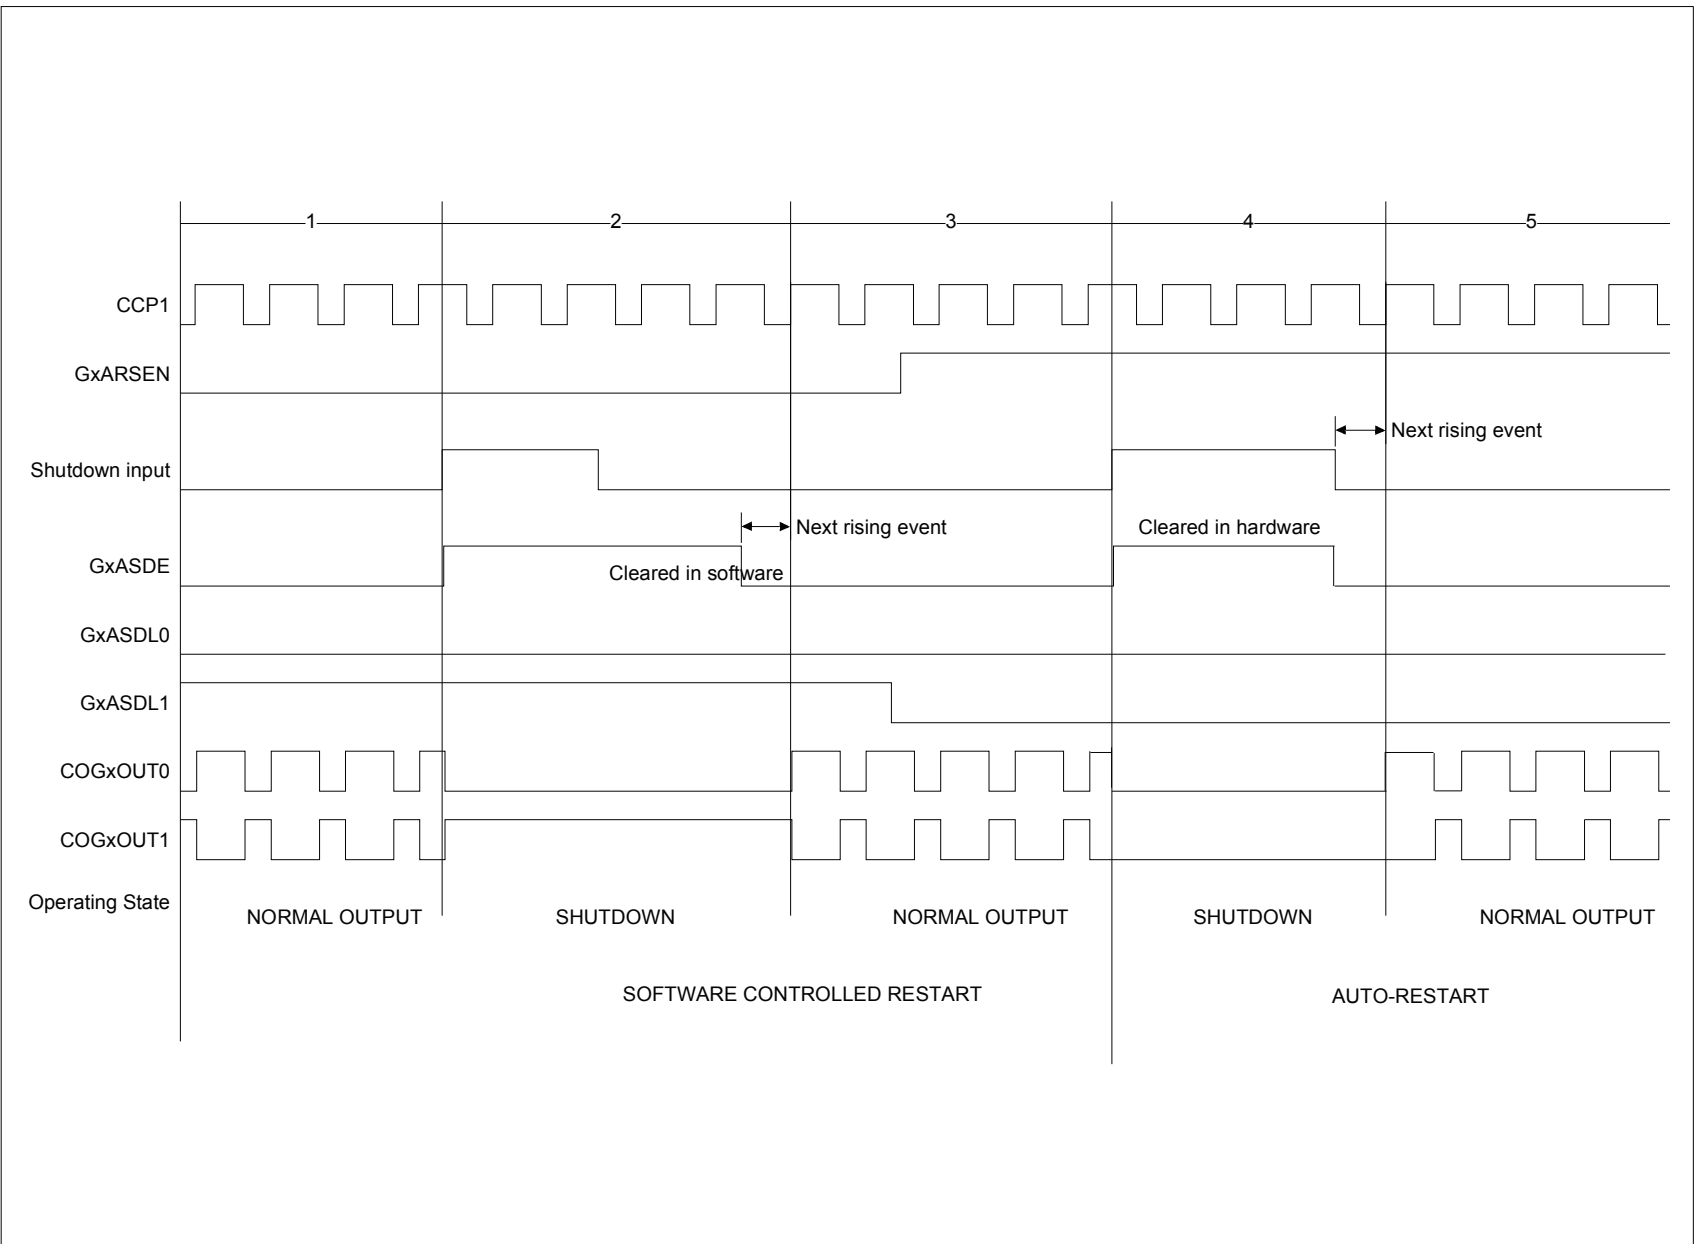 1 2 3 4 5
CCP1
GxARSEN
Next rising event
Shutdown input
Next rising event Cleared in hardware
GxASDE
Cleared in software
GxASDL0
GxASDL1
COGxOUT0
COGxOUT1
Operating State
NORMAL OUTPUT SHUTDOWN NORMAL OUTPUT SHUTDOWN NORMAL OUTPUT
SOFTWARE CONTROLLED RESTART AUTO-RESTART